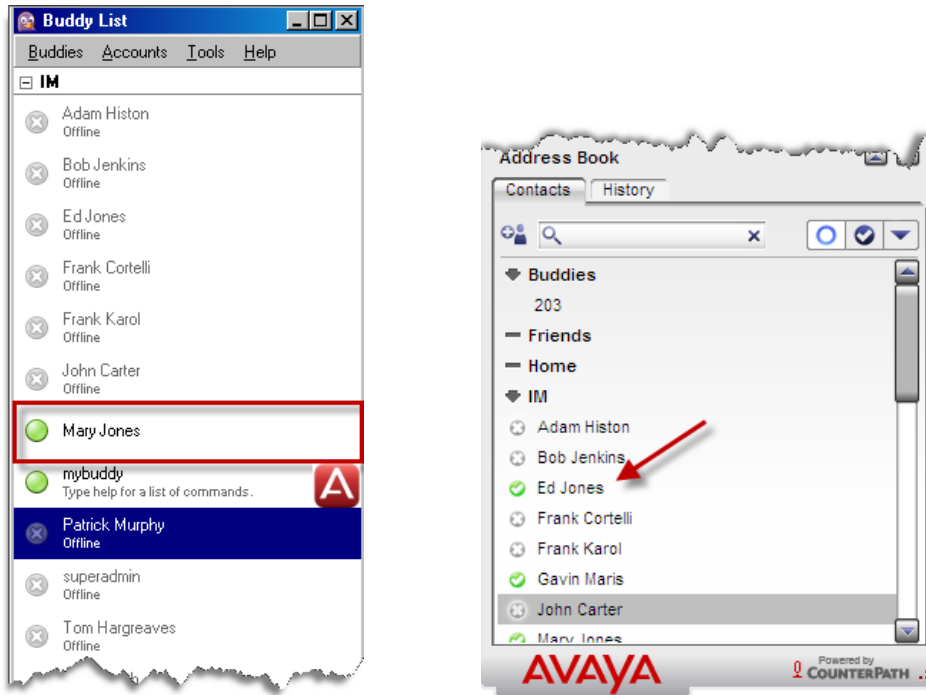 Buddy List
Buddies Accounts Tools Help
IM
Adam Histon
Offline
Bob Jenkins
Offline
Ed Jones
Offline
Frank Cortelli
Offline
Frank Karol
Offline
John Carter
Offline
Mary Jones
mybuddy
Type help for a list of commands.
A
Patrick Murphy
Offline
superadmin
Offline
Tom Hargreaves
Offline
Address Book
Contacts History
Buddies
203
Friends
Home
IM
Adam Histon
Bob Jenkins
Ed Jones
Frank Cortelli
Frank Karol
Gavin Maris
John Carter
Mary Jones
AVAYA
Powered by
COUNTERPATH